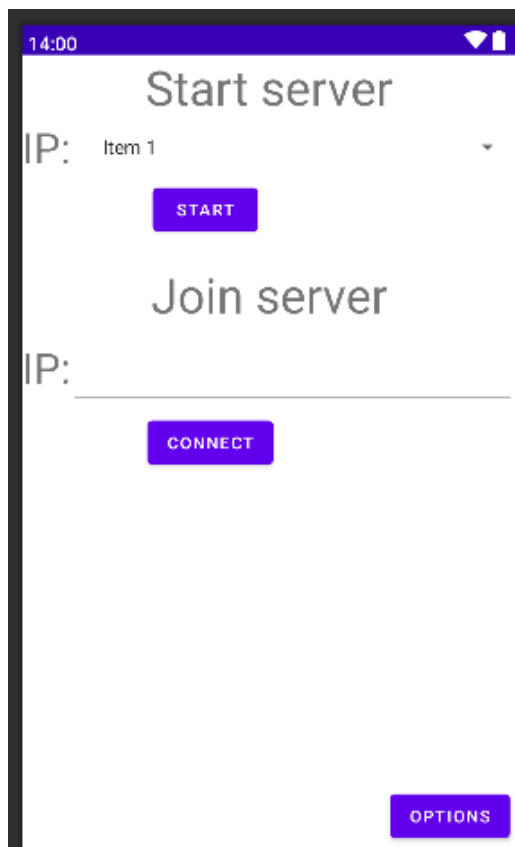 14:00
Start server
IP: Item 1
START
Join server
IP:
CONNECT
OPTIONS